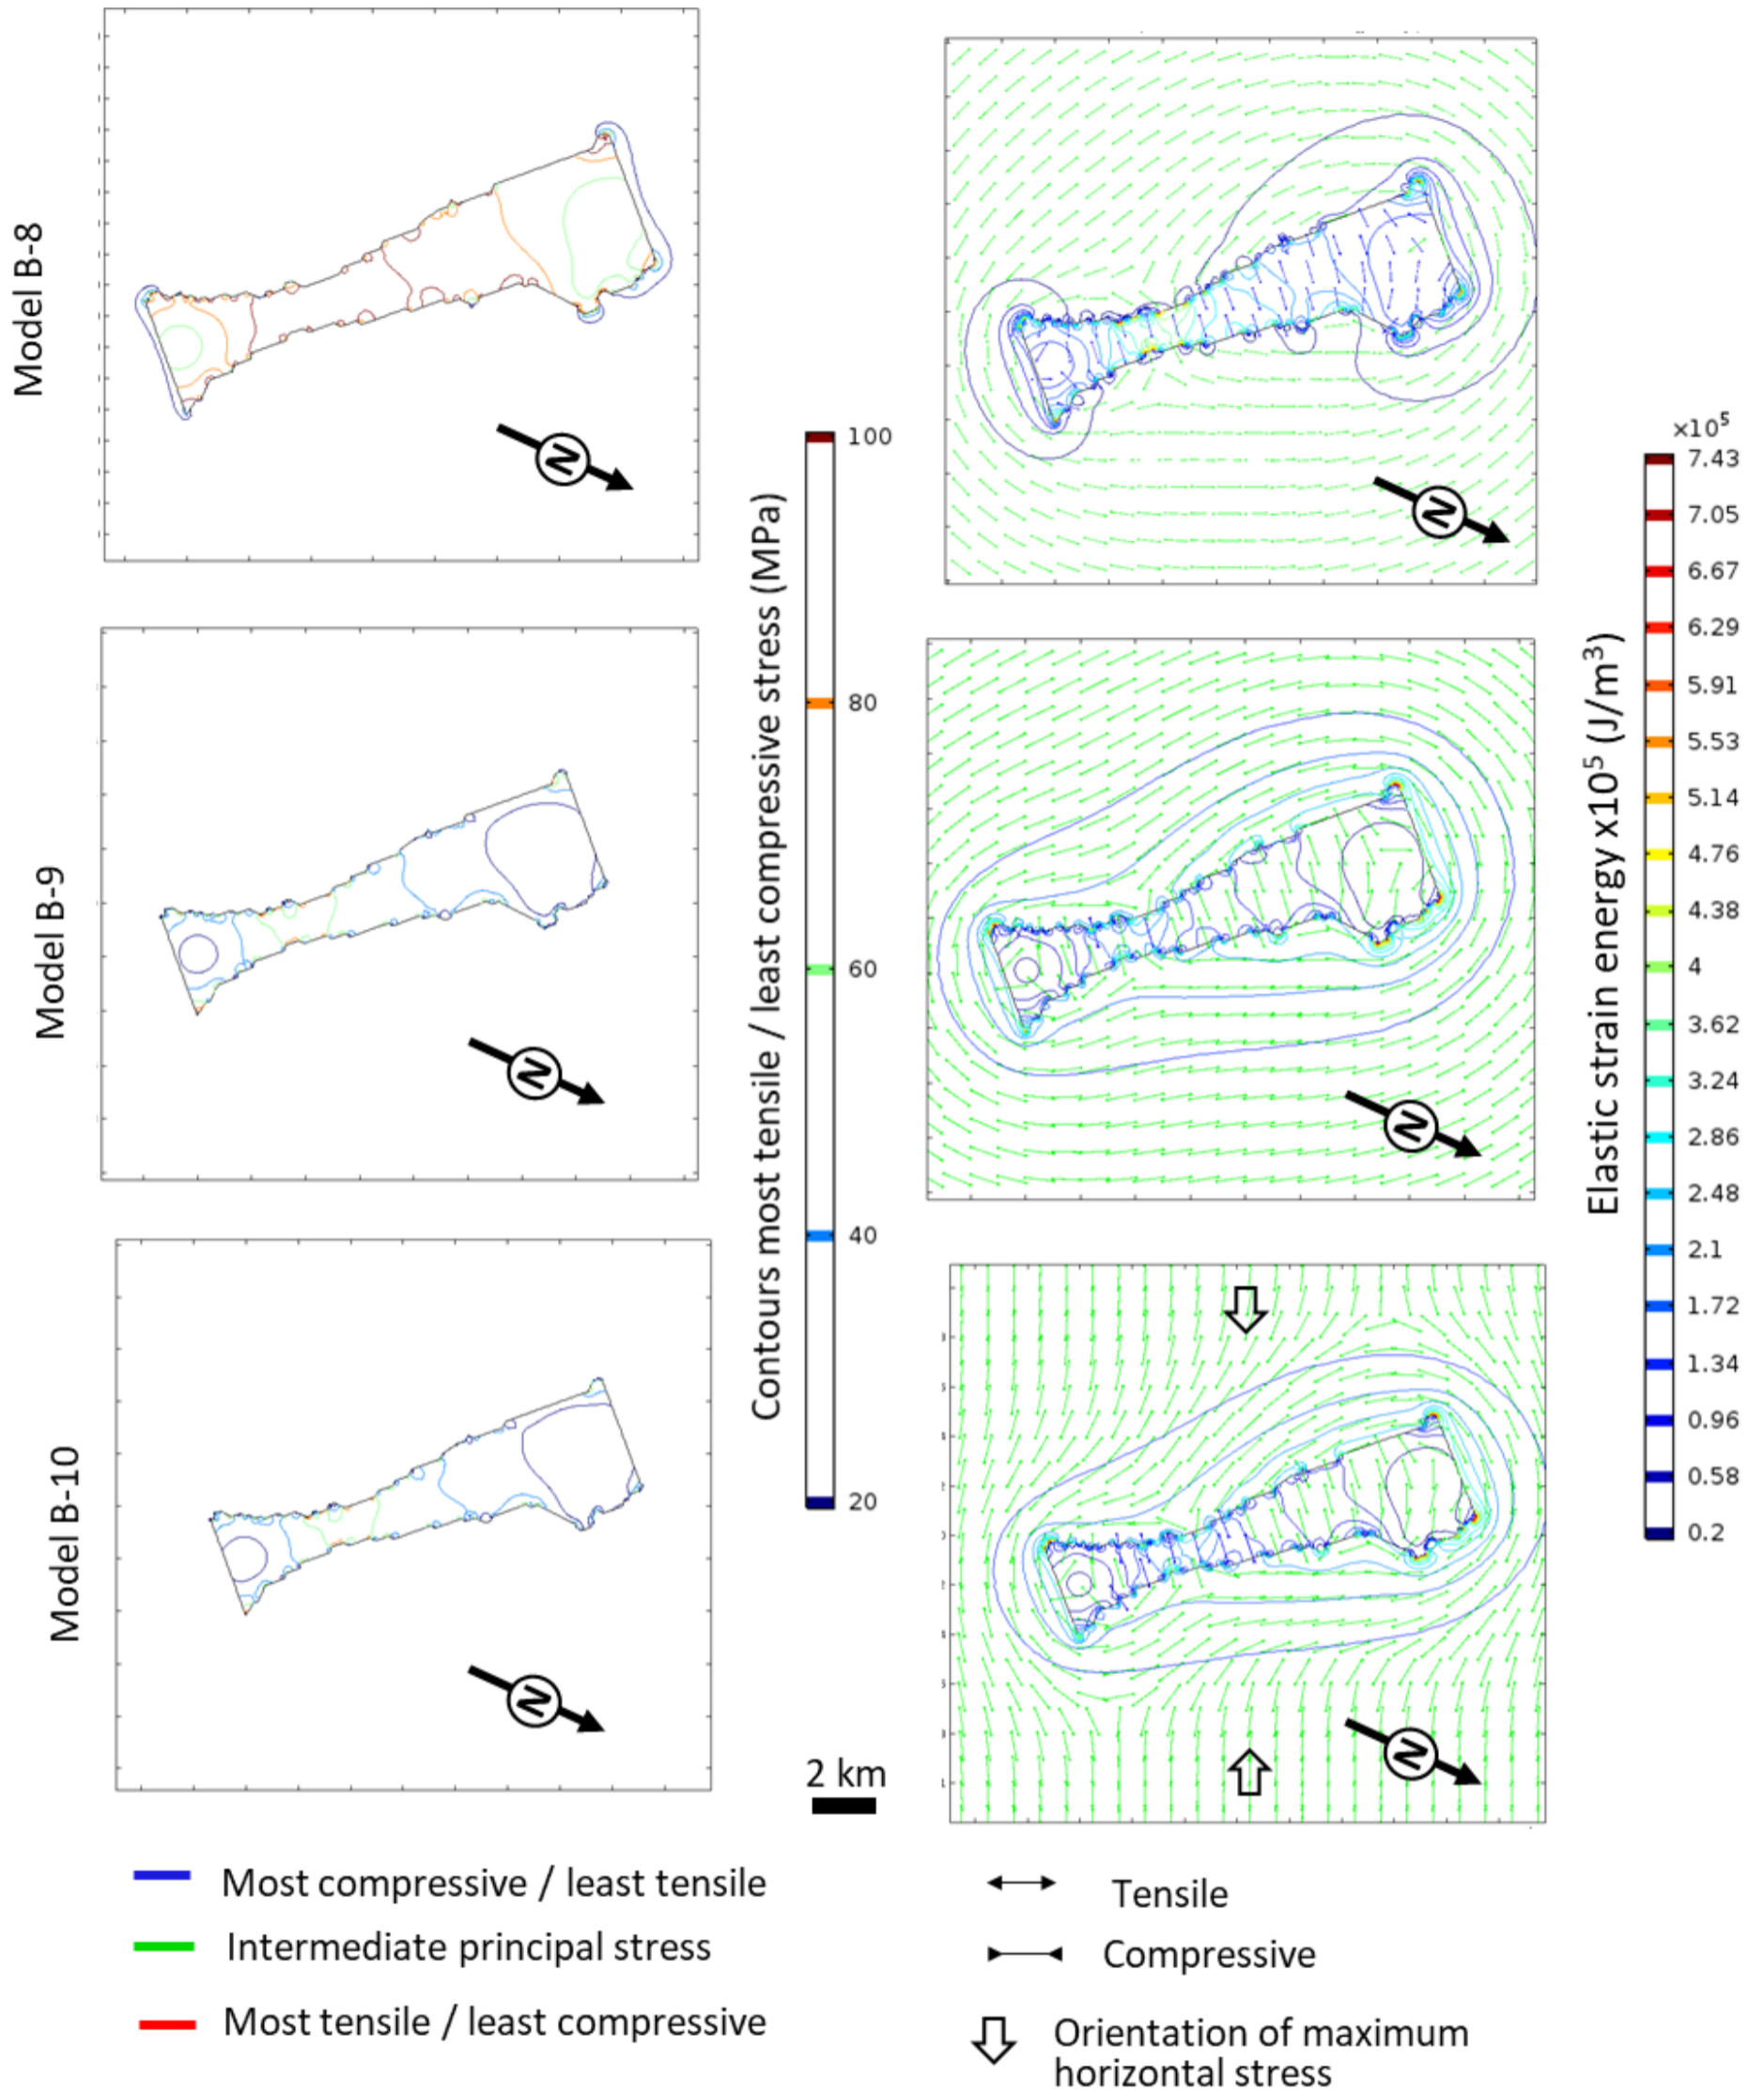 Model B-8
N
N
Model B-9
N
N
Model B-10
N
N
Contours most tensile / least compressive stress (MPa)
100
80
60
40
20
Elastic strain energy x10⁵ (J/m³)
×10⁵
7.43
7.05
6.67
6.29
5.91
5.53
5.14
4.76
4.38
4
3.62
3.24
2.86
2.48
2.1
1.72
1.34
0.96
0.58
0.2
2 km
Most compressive / least tensile
Intermediate principal stress
Most tensile / least compressive
Tensile
Compressive
Orientation of maximum
horizontal stress